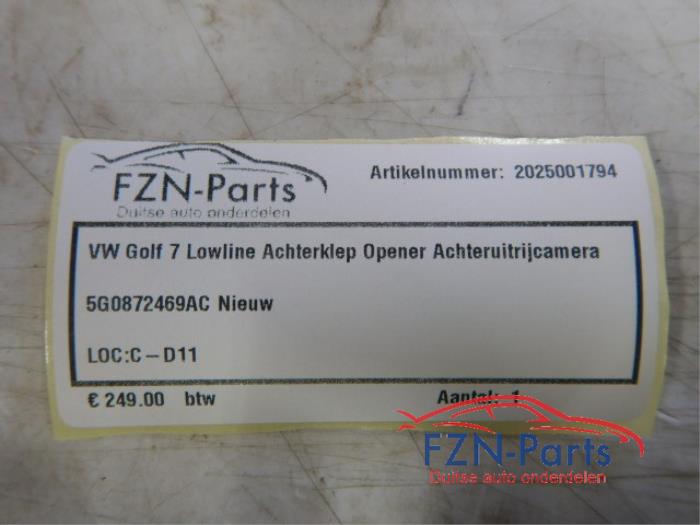 FZN-Parts
Duitse auto onderdelen
Artikelnummer: 2025001794
VW Golf 7 Lowline Achterklep Opener Achteruitrijcamera
5G0872469AC Nieuw
LOC:C-D11
€ 249.00 btw
Aantal: 1
FZN-Parts
Duitse auto onderdelen